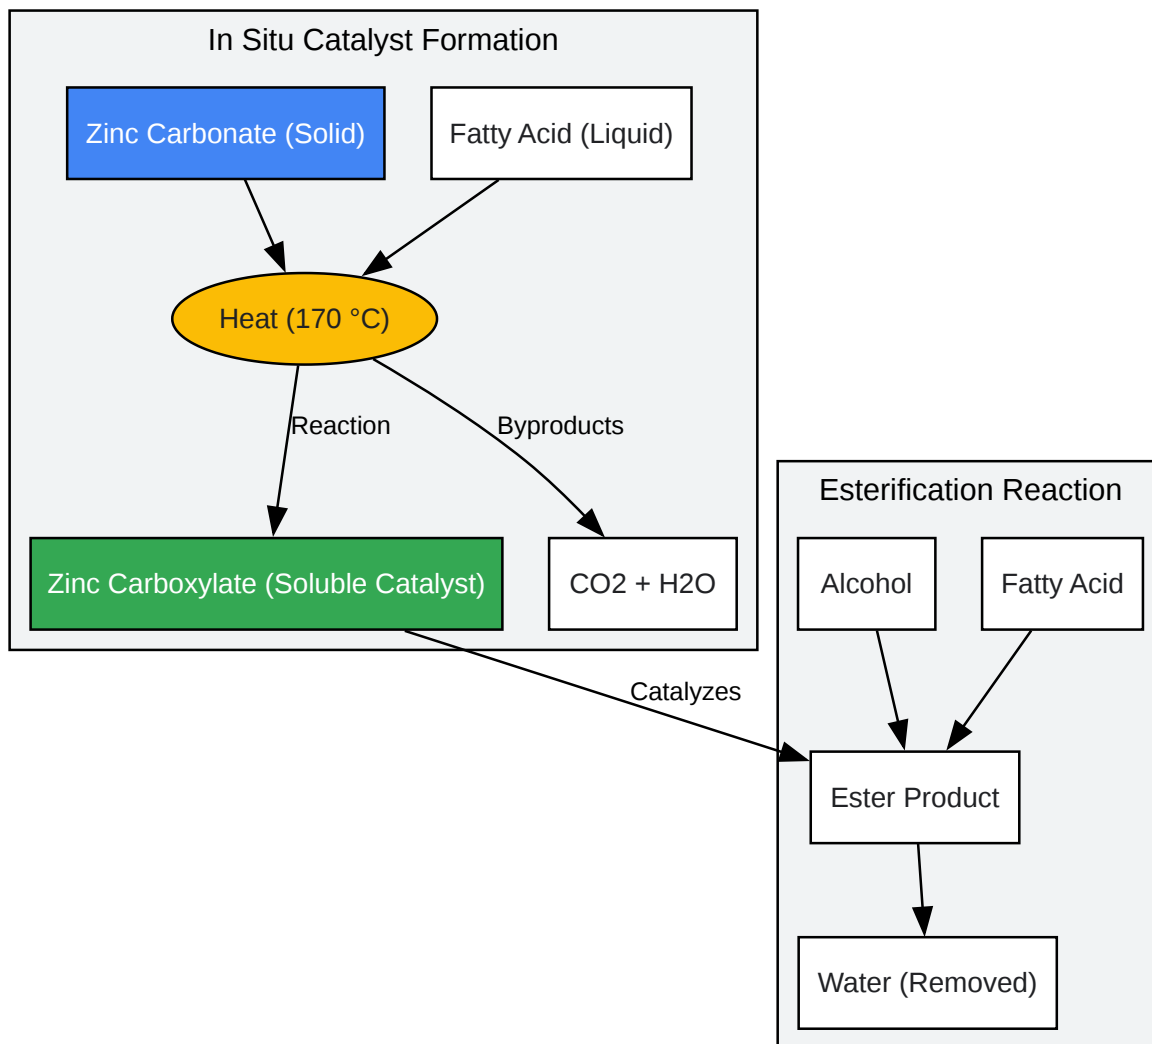 In Situ Catalyst Formation
Zinc Carbonate (Solid)
Fatty Acid (Liquid)
Heat (170 °C)
Reaction
Byproducts
Zinc Carboxylate (Soluble Catalyst)
CO2 + H2O
Catalyzes
Esterification Reaction
Alcohol
Fatty Acid
Ester Product
Water (Removed)